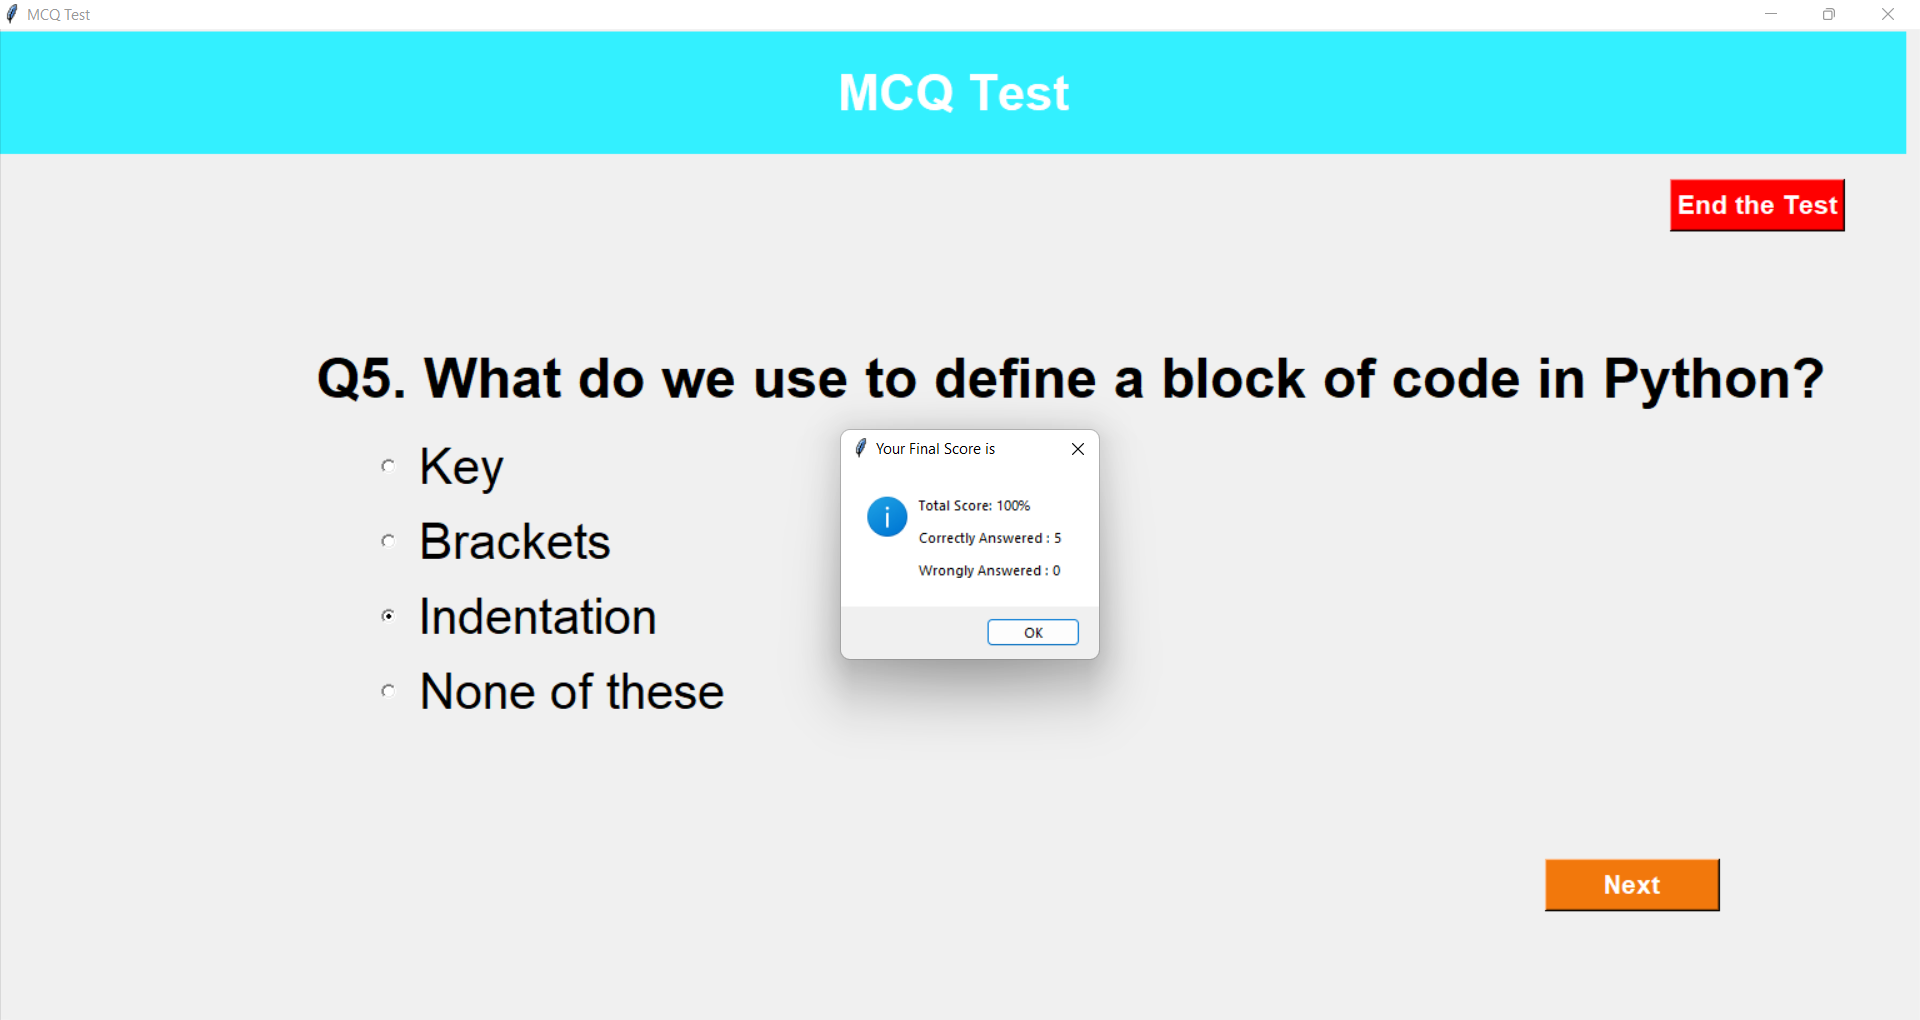 MCQ Test
MCQ Test
End the Test
Q5. What do we use to define a block of code in Python?
Key
Brackets
Indentation
None of these
Your Final Score is
Total Score: 100%
Correctly Answered : 5
Wrongly Answered : 0
OK
Next